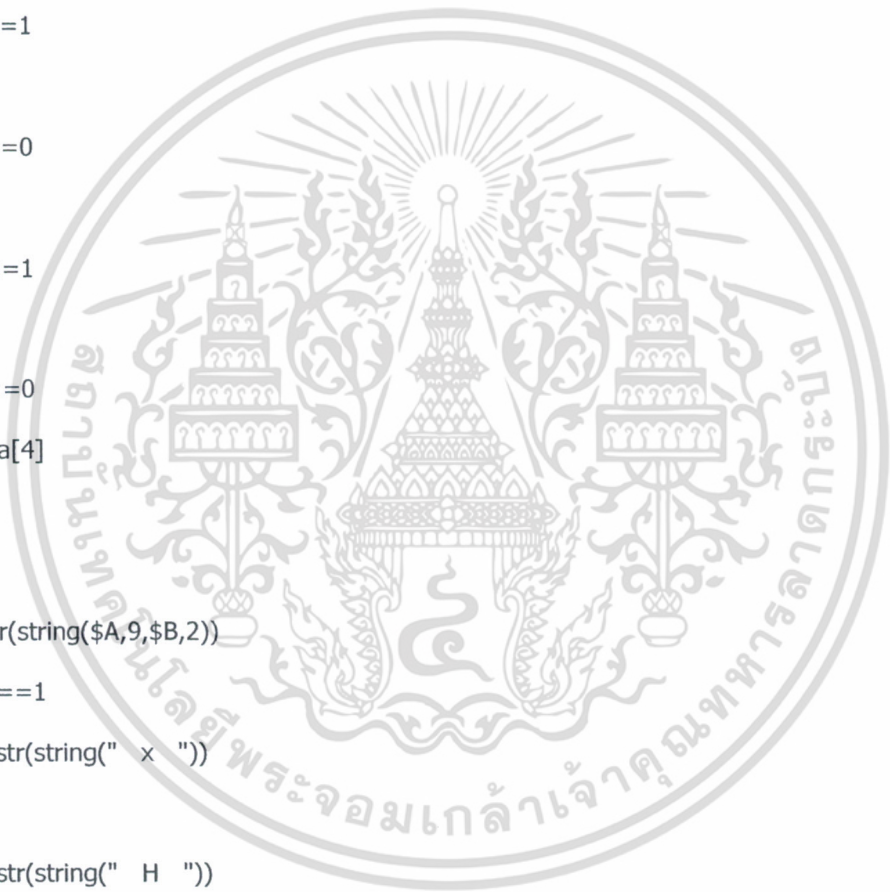 =1
=0
=1
=0
a[4]
r(string($A,9,$B,2))
==1
str(string("   x   "))
str(string("   H   "))
สถาบันเทคโนโลยีพระจอมเกล้าเจ้าคุณทหารลาดกระบัง